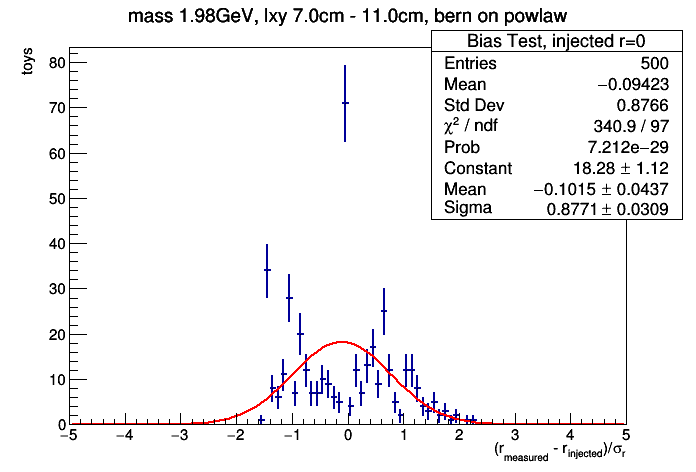 mass 1.98GeV, lxy 7.0cm - 11.0cm, bern on powlaw
Bias Test, injected r=0
Entries 500
Mean −0.09423
Std Dev 0.8766
χ² / ndf 340.9 / 97
Prob 7.212e−29
Constant 18.28 ± 1.12
Mean −0.1015 ± 0.0437
Sigma 0.8771 ± 0.0309
toys
80
70
60
50
40
30
20
10
0
−5 −4 −3 −2 −1 0 1 2 3 4 5
(r_measured - r_injected)/σ_r